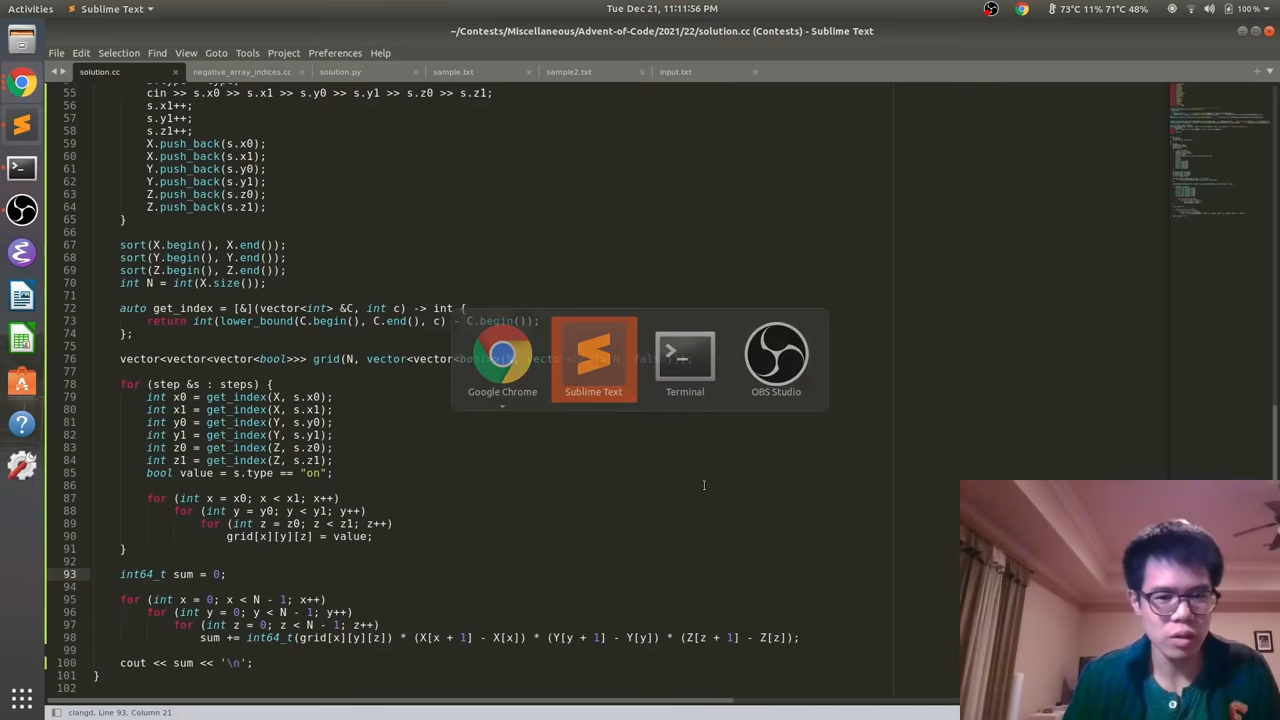 Activities
Sublime Text
Tue Dec 21, 11:11:56 PM
73°C 11% 71°C 48%
100 %
~/Contests/Miscellaneous/Advent-of-Code/2021/22/solution.cc (Contests) - Sublime Text
File Edit Selection Find View Goto Tools Project Preferences Help
solution.cc negative_array_indices.cc solution.py sample.txt sample2.txt input.txt
55 cin >> s.x0 >> s.x1 >> s.y0 >> s.y1 >> s.z0 >> s.z1;
56 s.x1++;
57 s.y1++;
58 s.z1++;
59 X.push_back(s.x0);
60 X.push_back(s.x1);
61 Y.push_back(s.y0);
62 Y.push_back(s.y1);
63 Z.push_back(s.z0);
64 Z.push_back(s.z1);
65 }
66
67 sort(X.begin(), X.end());
68 sort(Y.begin(), Y.end());
69 sort(Z.begin(), Z.end());
70 int N = int(X.size());
71
72 auto get_index = [&](vector<int> &C, int c) -> int {
73 return int(lower_bound(C.begin(), C.end(), c) - C.begin());
74 };
75
76 vector<vector<vector<bool>>> grid(N, vector<vector<bool>>(N, vector<bool>(N, false)));
77
78 for (step &s : steps) {
79 int x0 = get_index(X, s.x0);
80 int x1 = get_index(X, s.x1);
81 int y0 = get_index(Y, s.y0);
82 int y1 = get_index(Y, s.y1);
83 int z0 = get_index(Z, s.z0);
84 int z1 = get_index(Z, s.z1);
85 bool value = s.type == "on";
86
87 for (int x = x0; x < x1; x++)
88 for (int y = y0; y < y1; y++)
89 for (int z = z0; z < z1; z++)
90 grid[x][y][z] = value;
91 }
92
93 int64_t sum = 0;
94
95 for (int x = 0; x < N - 1; x++)
96 for (int y = 0; y < N - 1; y++)
97 for (int z = 0; z < N - 1; z++)
98 sum += int64_t(grid[x][y][z]) * (X[x + 1] - X[x]) * (Y[y + 1] - Y[y]) * (Z[z + 1] - Z[z]);
99
100 cout << sum << '\n';
101 }
102
Google Chrome Sublime Text Terminal OBS Studio
clangd, Line 93, Column 21